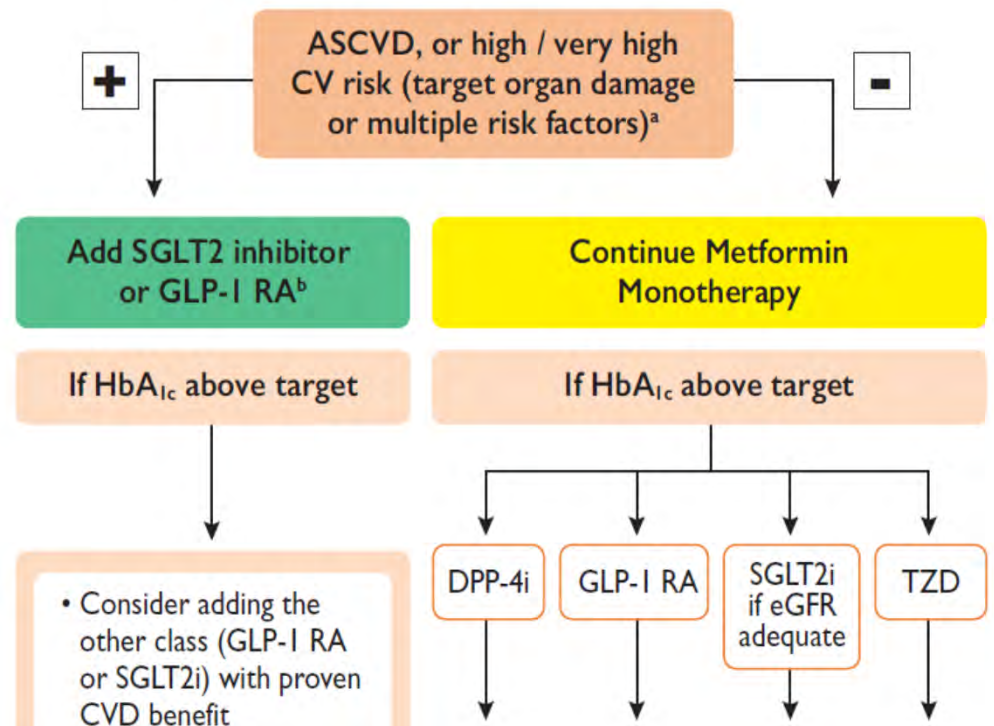 ASCVD, or high / very high
CV risk (target organ damage
or multiple risk factors)ᵃ
+
-
Add SGLT2 inhibitor
or GLP-1 RAᵇ
Continue Metformin
Monotherapy
If HbA₁c above target
If HbA₁c above target
• Consider adding the
other class (GLP-1 RA
or SGLT2i) with proven
CVD benefit
DPP-4i
GLP-1 RA
SGLT2i
if eGFR
adequate
TZD